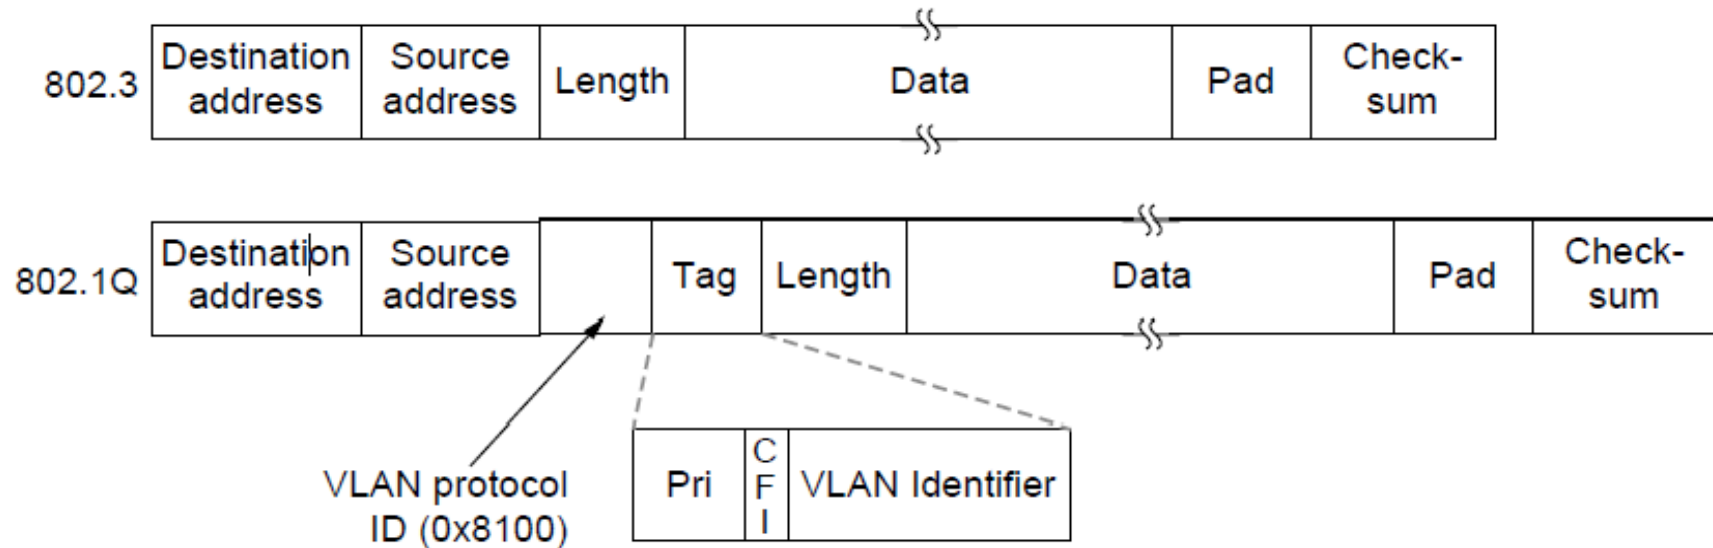 802.3
Destination
address
Source
address
Length
Data
Pad
Check-
sum
802.1Q
Destination
address
Source
address
Tag
Length
Data
Pad
Check-
sum
VLAN protocol
ID (0x8100)
Pri
C
F
I
VLAN Identifier